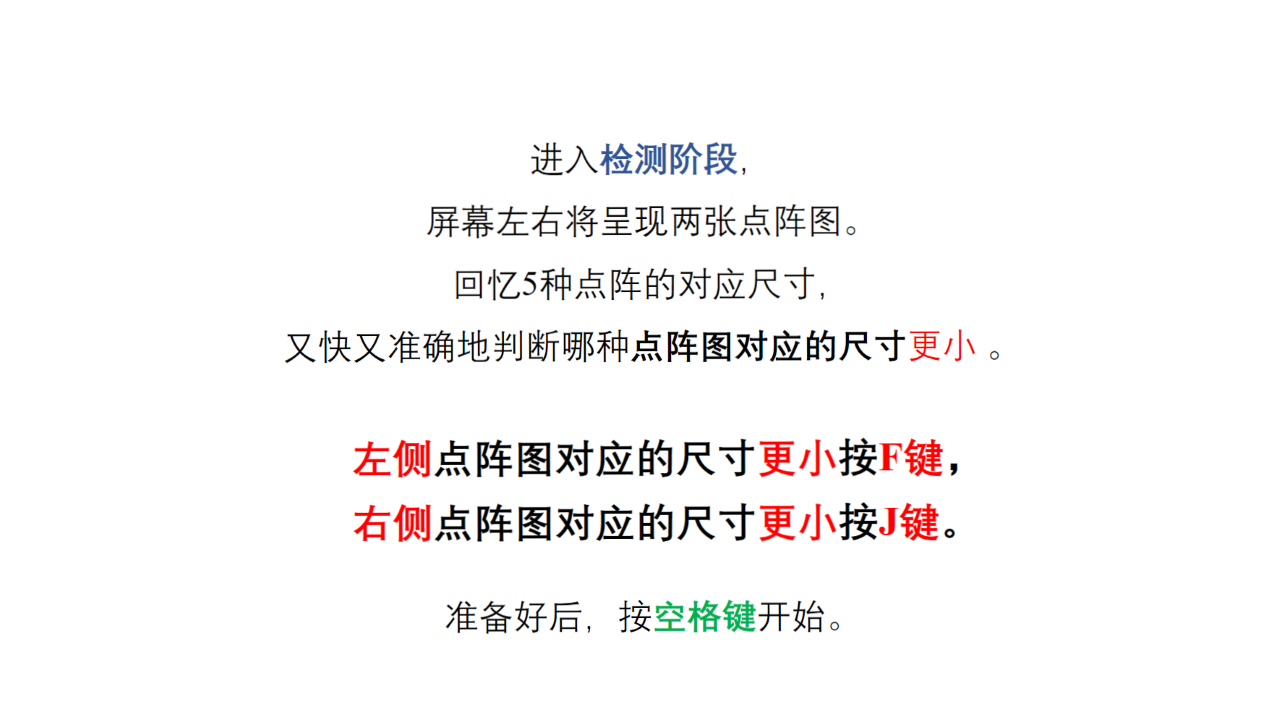 进入检测阶段,
屏幕左右将呈现两张点阵图。
回忆5种点阵的对应尺寸,
又快又准确地判断哪种点阵图对应的尺寸更小 。
左侧点阵图对应的尺寸更小按F键，
右侧点阵图对应的尺寸更小按J键。
准备好后, 按空格键开始。